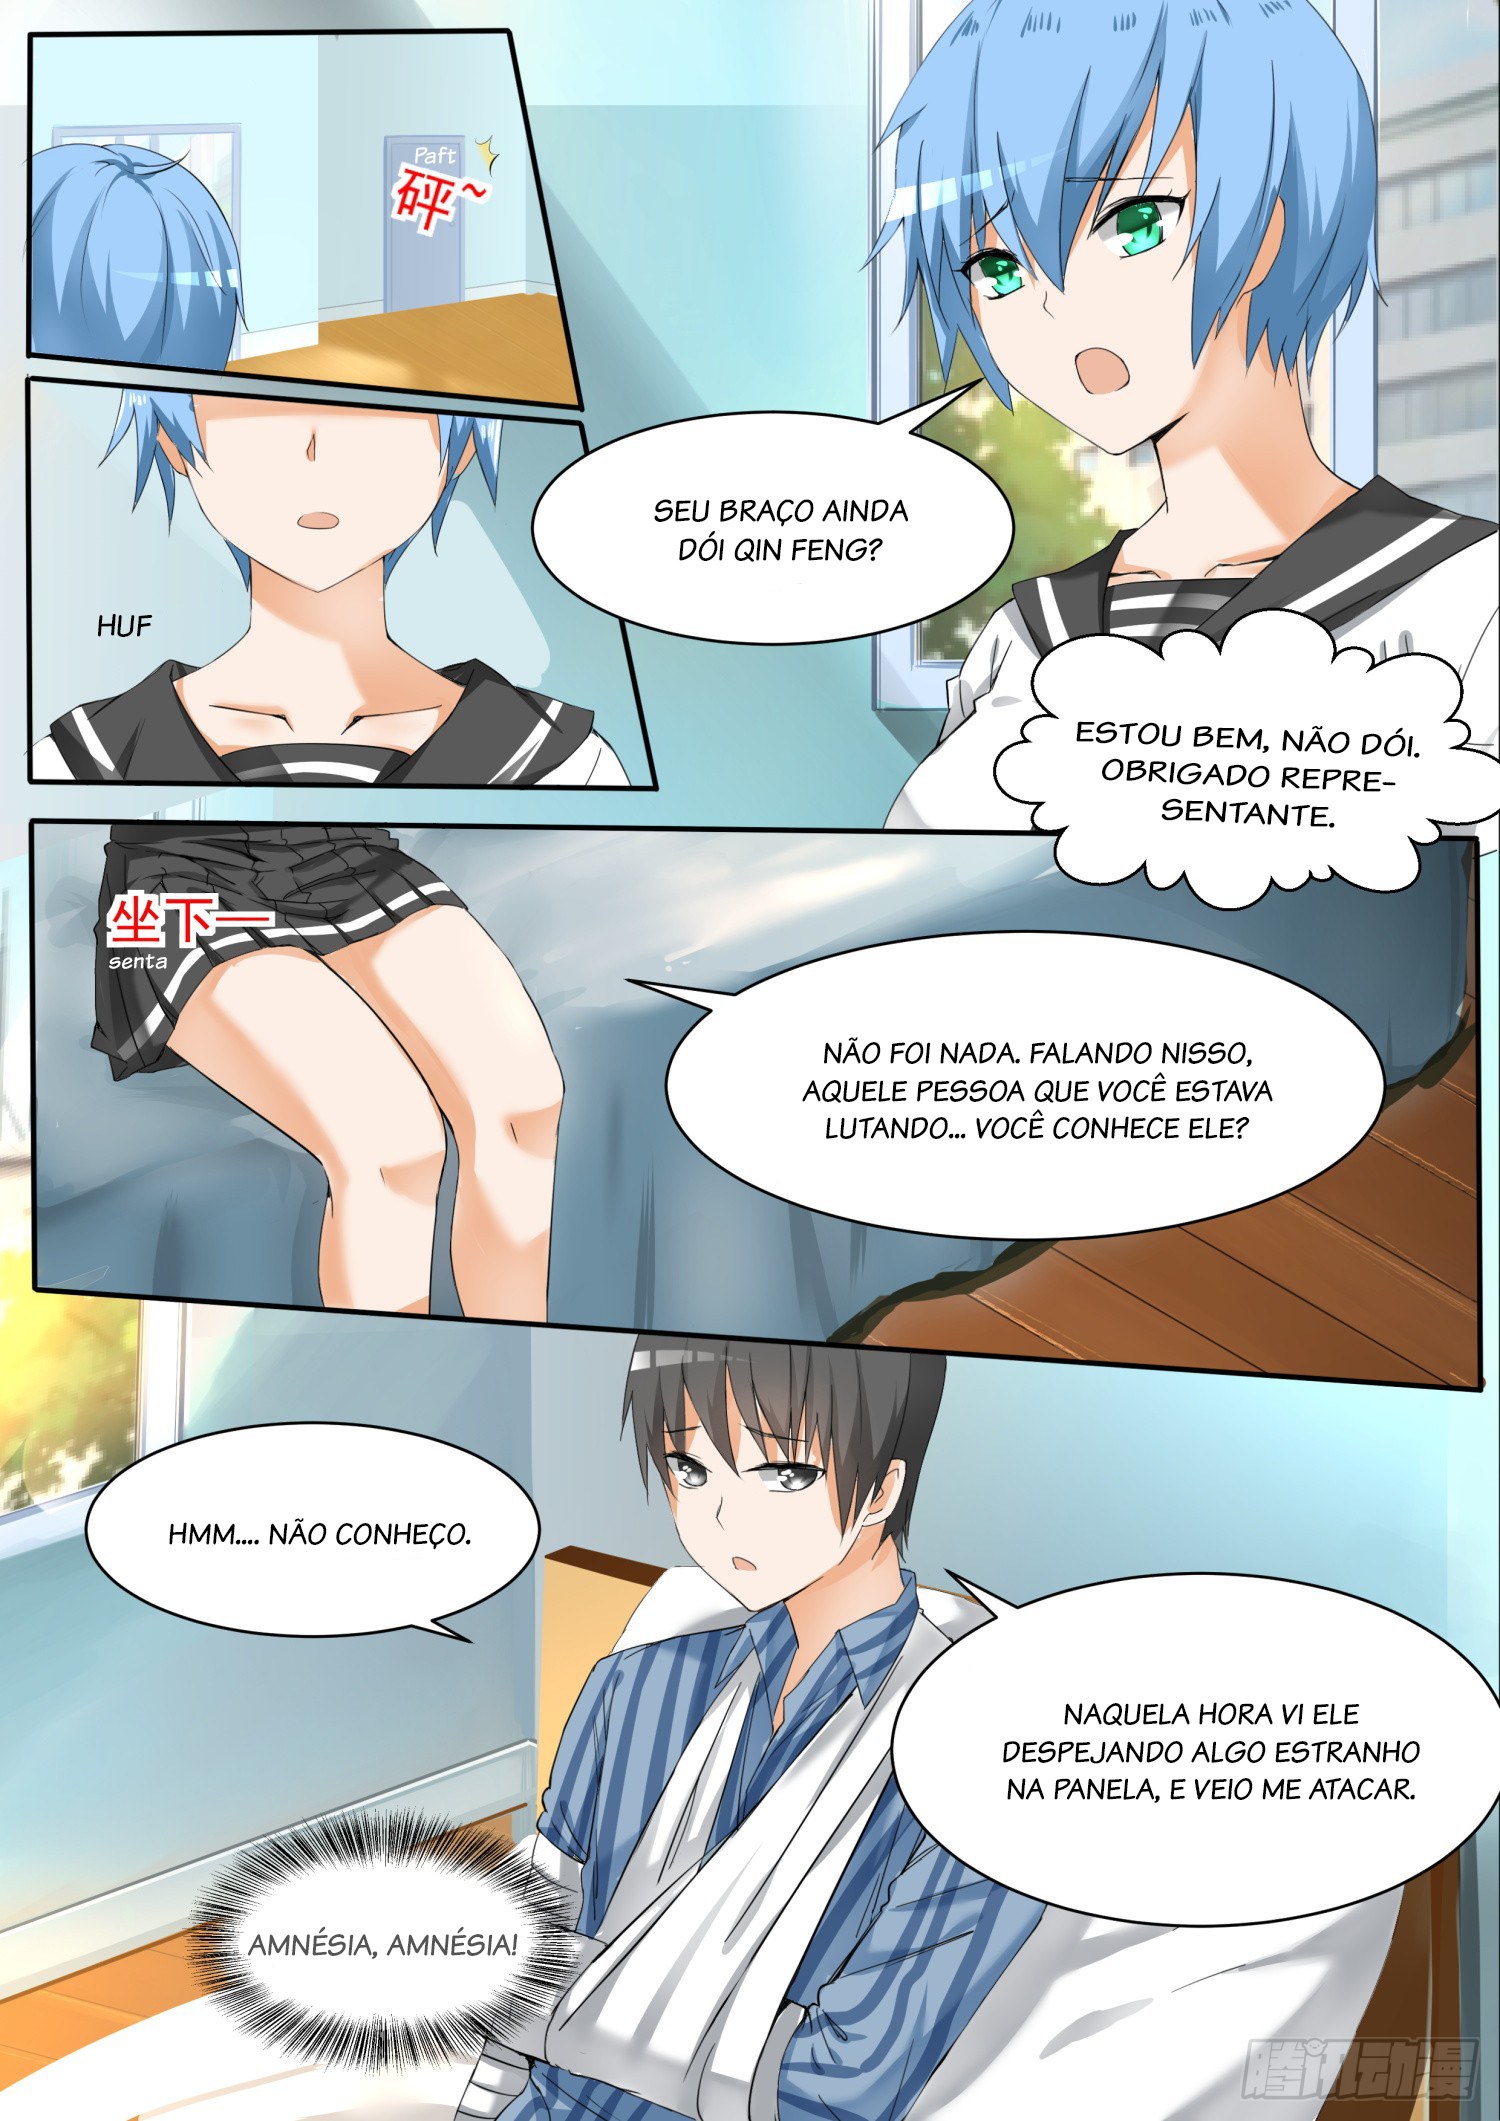 Paft
砰~
HUF
SEU BRAÇO AINDA
DÓI QIN FENG?
ESTOU BEM, NÃO DÓI.
OBRIGADO REPRE-
SENTANTE.
坐下—
senta
NÃO FOI NADA. FALANDO NISSO,
AQUELE PESSOA QUE VOCÊ ESTAVA
LUTANDO... VOCÊ CONHECE ELE?
HMM.... NÃO CONHEÇO.
NAQUELA HORA VI ELE
DESPEJANDO ALGO ESTRANHO
NA PANELA, E VEIO ME ATACAR.
AMNÉSIA, AMNÉSIA!
腾讯动漫